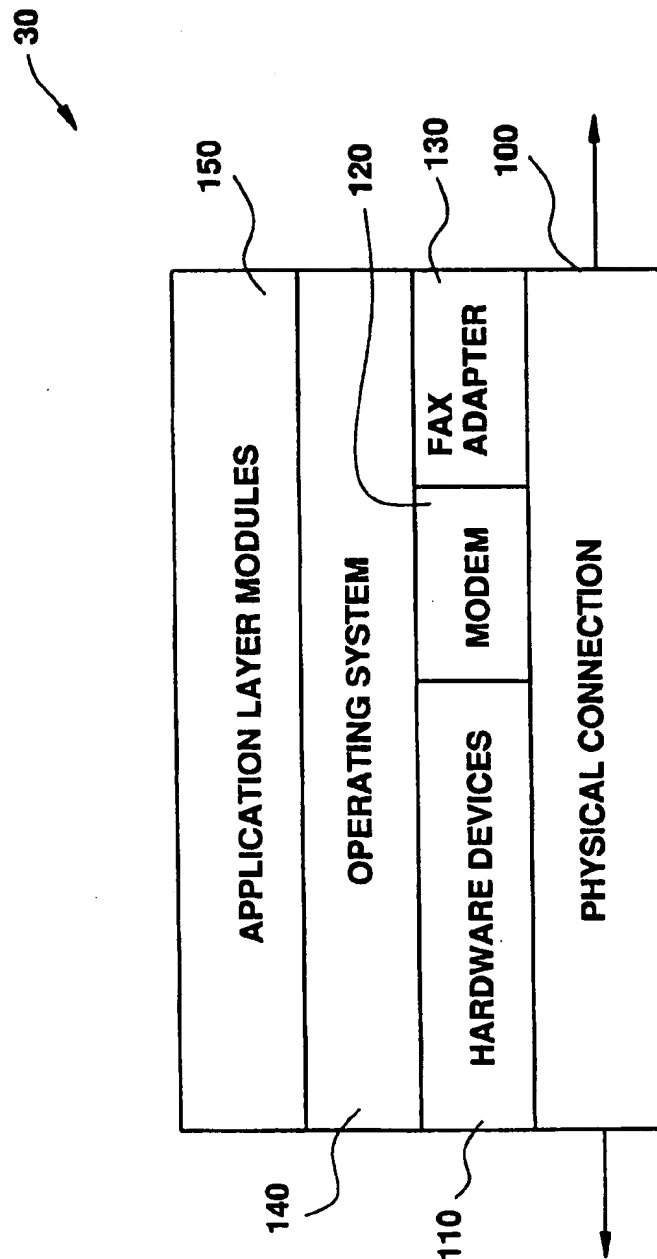 30
150
APPLICATION LAYER MODULES
120
140
OPERATING SYSTEM
130
110
HARDWARE DEVICES
MODEM
FAX
ADAPTER
100
PHYSICAL CONNECTION